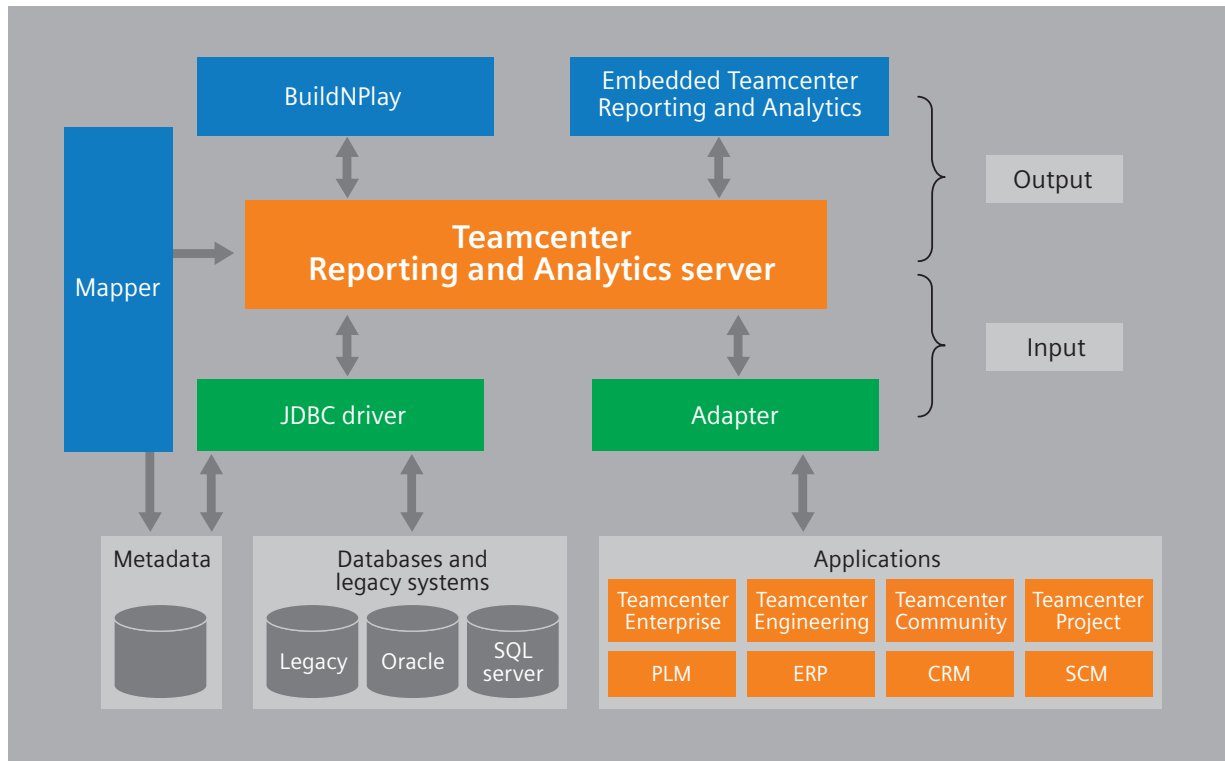 BuildNPlay
Embedded Teamcenter
Reporting and Analytics
Output
Teamcenter
Reporting and Analytics server
Mapper
Input
JDBC driver
Adapter
Metadata
Databases and
legacy systems
Legacy
Oracle
SQL
server
Applications
Teamcenter
Enterprise
Teamcenter
Engineering
Teamcenter
Community
Teamcenter
Project
PLM
ERP
CRM
SCM